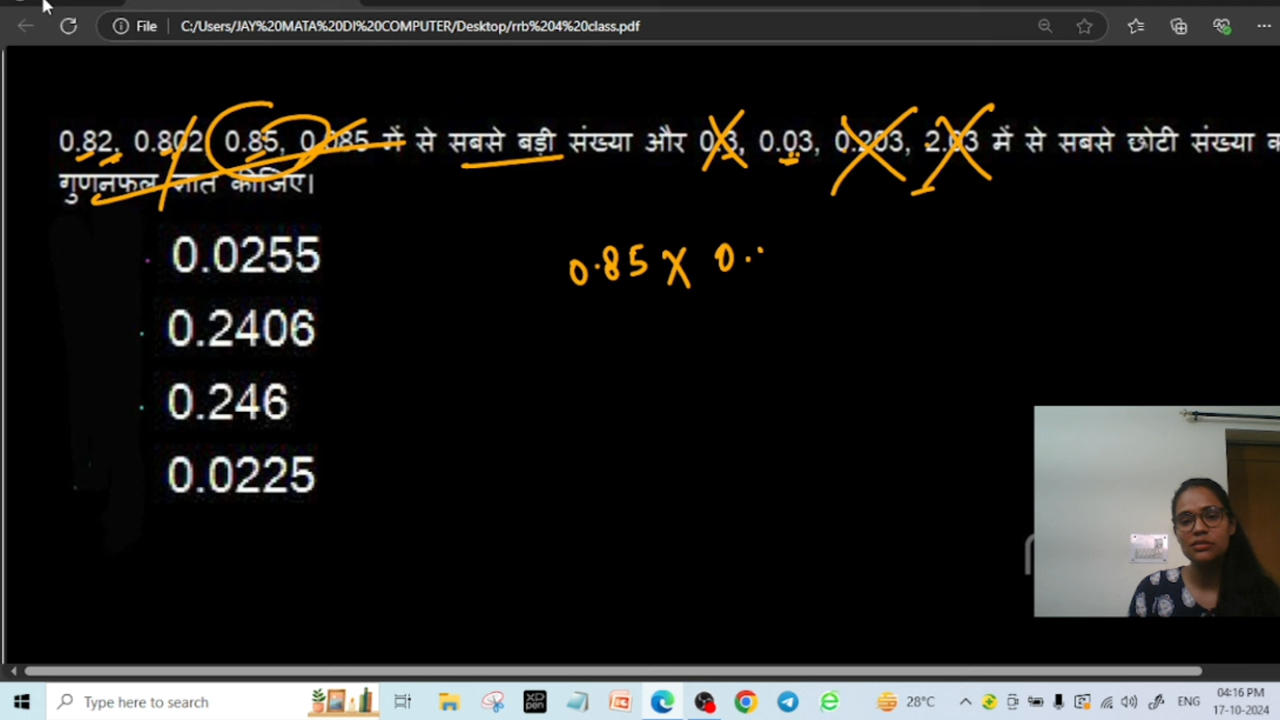 File C:/Users/JAY%20MATA%20DI%20COMPUTER/Desktop/rrb%204%20class.pdf
0.82, 0.802 0.85, 0.085 में से सबसे बड़ी संख्या और 0.3, 0.03, 0.203, 2.03 में से सबसे छोटी संख्या
गुणनफल ज्ञात कीजिए।
0.0255
0.85 X 0.
0.2406
0.246
0.0225
Type here to search
28°C
ENG
04:16 PM
17-10-2024